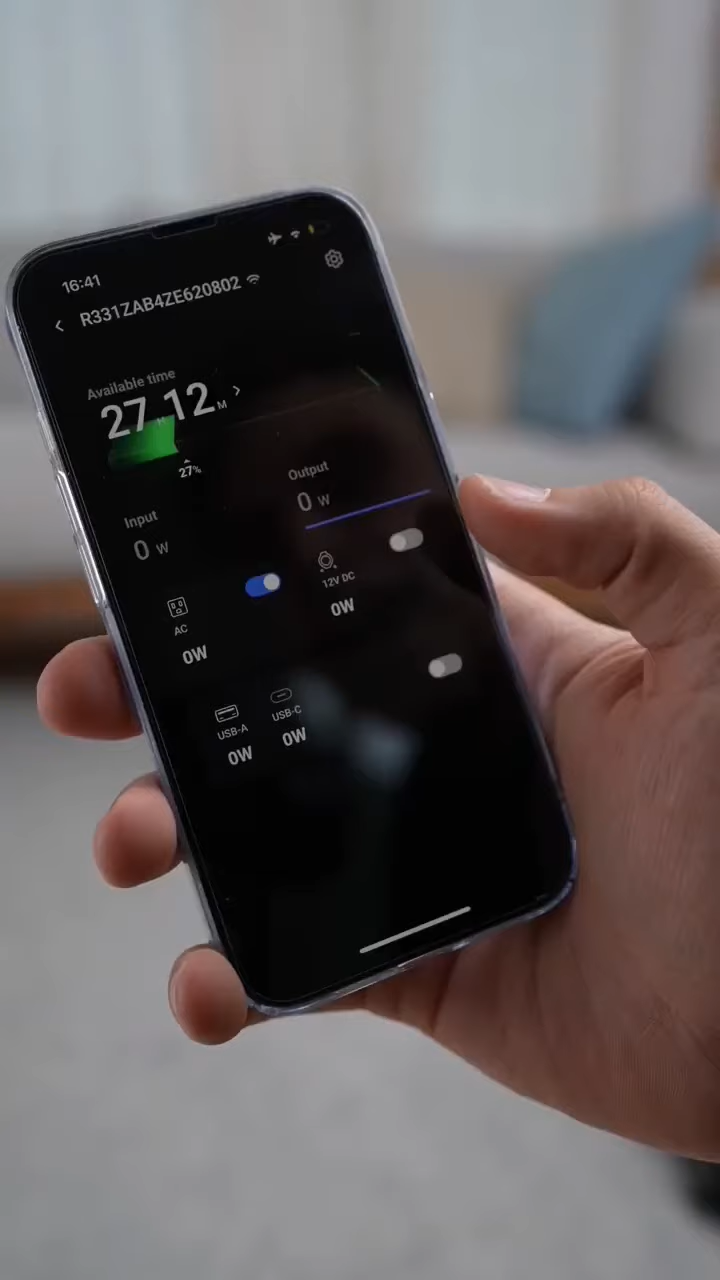 16:41
R331ZAB4ZE620802
Available time
27 H 12 M
27%
Input
0 W
Output
0 W
AC
0W
12V DC
0W
USB-A
0W
USB-C
0W